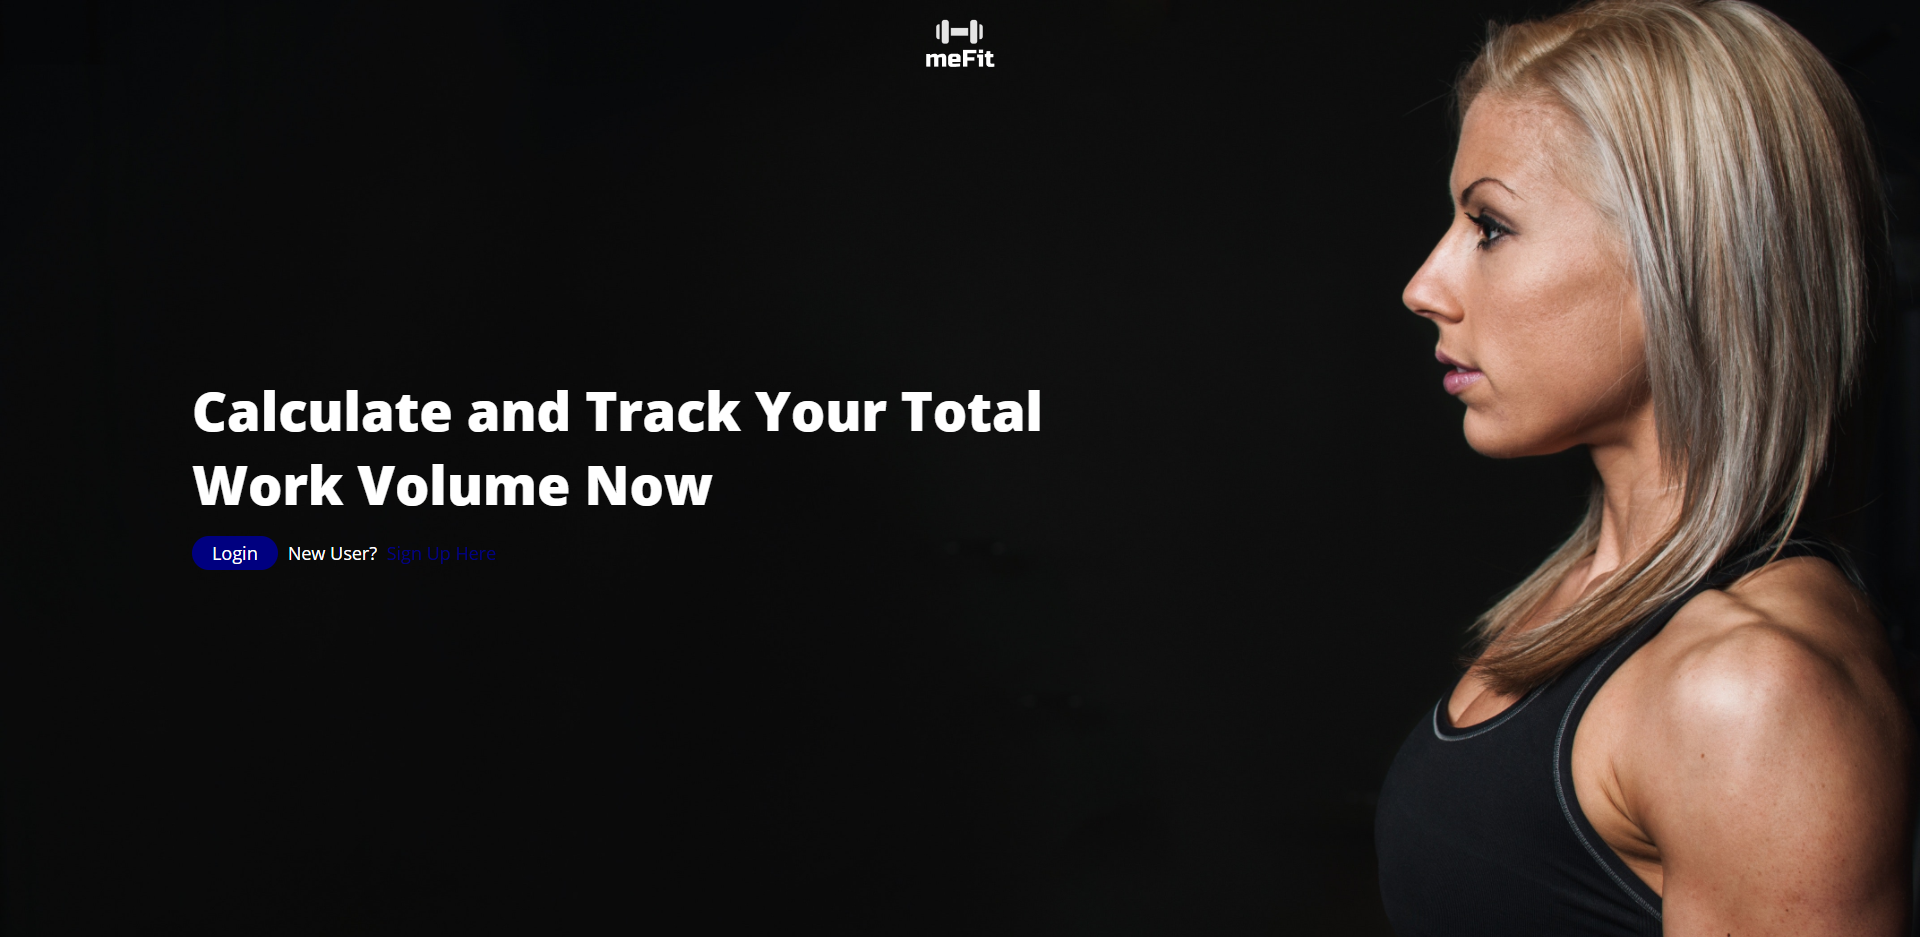 meFit
Calculate and Track Your Total
Work Volume Now
Login New User? Sign Up Here